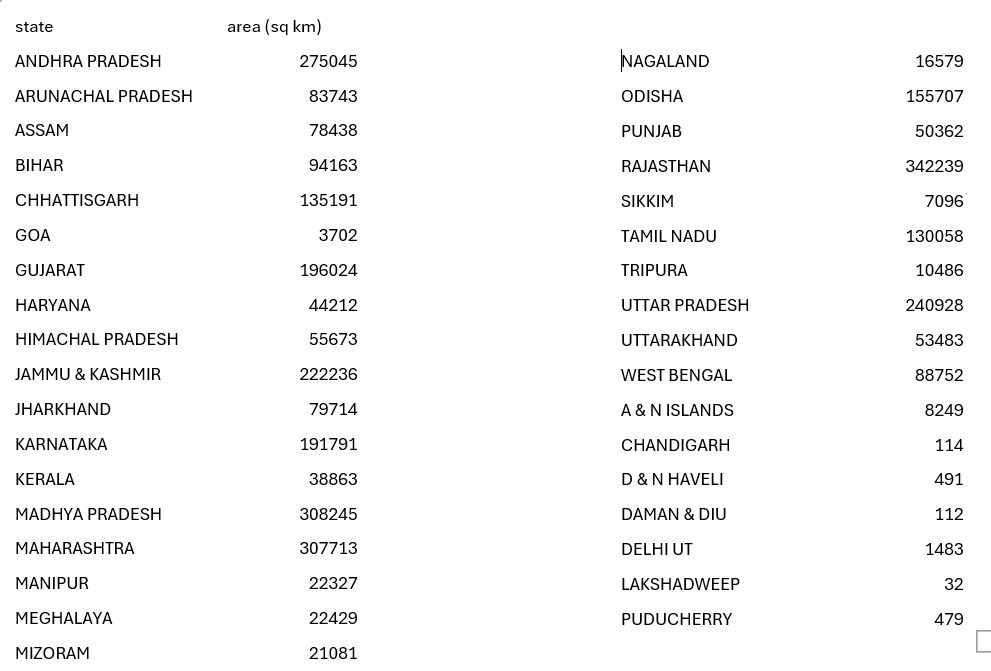 state area (sq km)
ANDHRA PRADESH 275045
ARUNACHAL PRADESH 83743
ASSAM 78438
BIHAR 94163
CHHATTISGARH 135191
GOA 3702
GUJARAT 196024
HARYANA 44212
HIMACHAL PRADESH 55673
JAMMU & KASHMIR 222236
JHARKHAND 79714
KARNATAKA 191791
KERALA 38863
MADHYA PRADESH 308245
MAHARASHTRA 307713
MANIPUR 22327
MEGHALAYA 22429
MIZORAM 21081
NAGALAND 16579
ODISHA 155707
PUNJAB 50362
RAJASTHAN 342239
SIKKIM 7096
TAMIL NADU 130058
TRIPURA 10486
UTTAR PRADESH 240928
UTTARAKHAND 53483
WEST BENGAL 88752
A & N ISLANDS 8249
CHANDIGARH 114
D & N HAVELI 491
DAMAN & DIU 112
DELHI UT 1483
LAKSHADWEEP 32
PUDUCHERRY 479